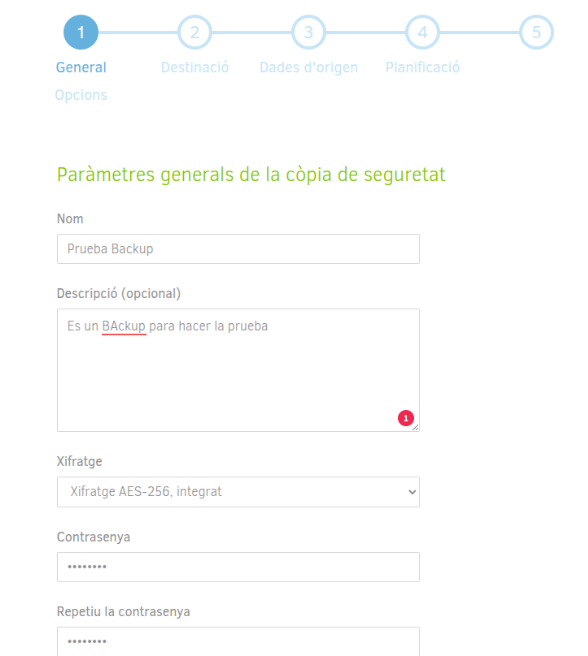 1 2 3 4 5
General Destinació Dades d'origen Planificació
Opcions
Paràmetres generals de la còpia de seguretat
Nom
Prueba Backup
Descripció (opcional)
Es un BAckup para hacer la prueba
1
Xifratge
Xifratge AES-256, integrat
Contrasenya
••••••••
Repetiu la contrasenya
••••••••